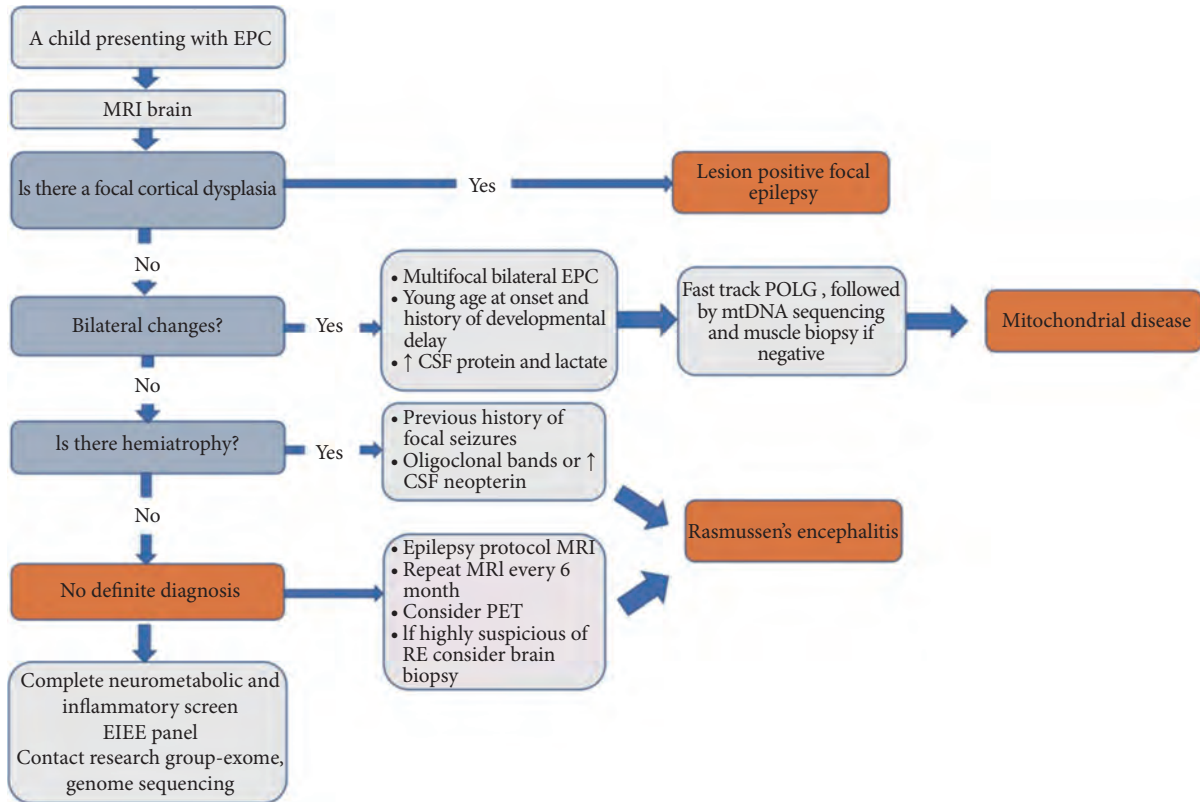 A child presenting with EPC
MRI brain
Is there a focal cortical dysplasia
Yes
Lesion positive focal
epilepsy
No
Bilateral changes?
Yes
• Multifocal bilateral EPC
• Young age at onset and
history of developmental
delay
• ↑ CSF protein and lactate
Fast track POLG , followed
by mtDNA sequencing
and muscle biopsy if
negative
Mitochondrial disease
No
Is there hemiatrophy?
Yes
• Previous history of
focal seizures
• Oligoclonal bands or ↑
CSF neopterin
Rasmussen's encephalitis
No
No definite diagnosis
• Epilepsy protocol MRI
• Repeat MRI every 6
month
• Consider PET
• If highly suspicious of
RE consider brain
biopsy
Complete neurometabolic and
inflammatory screen
EIEE panel
Contact research group-exome,
genome sequencing